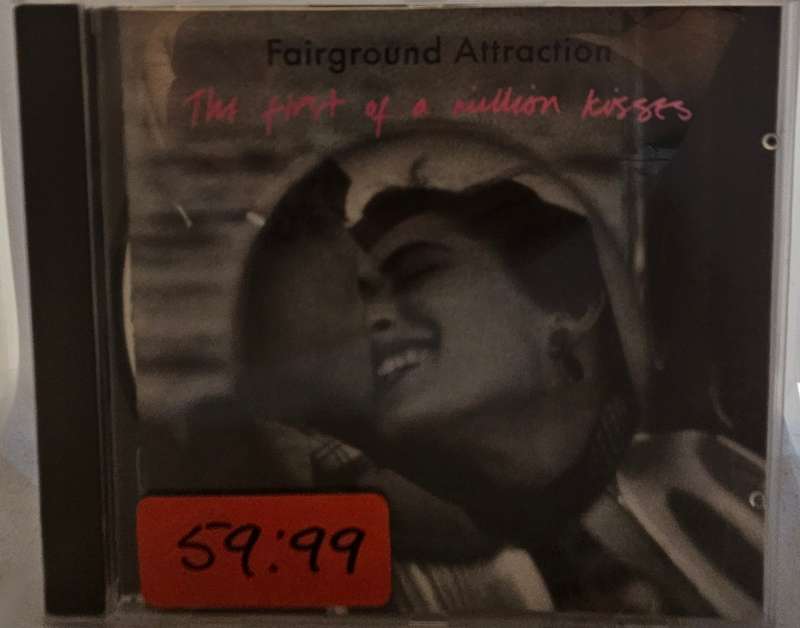 Fairground Attraction
The first of a million kisses
59:99